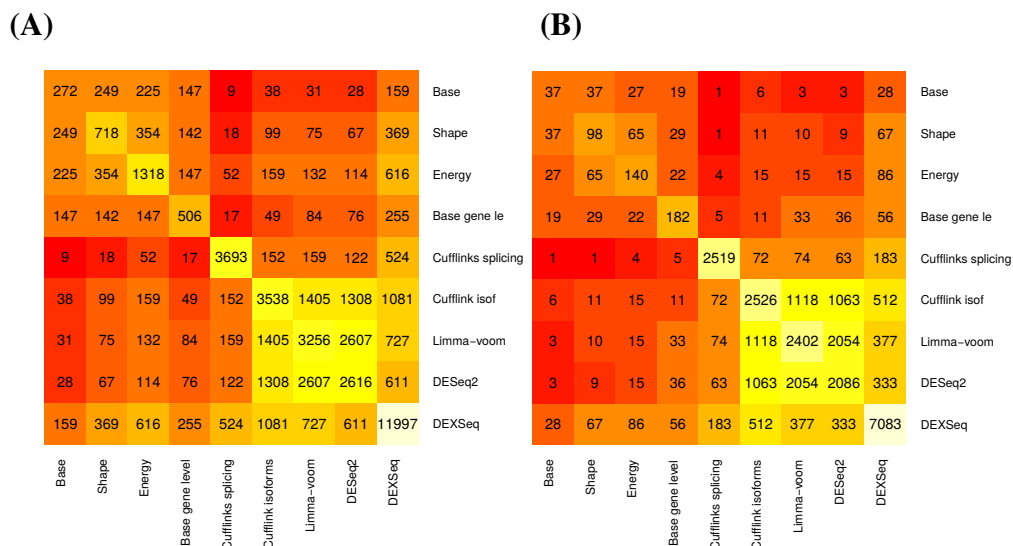 (A) (B)
272 249 225 147 9 38 31 28 159 Base 37 37 27 19 1 6 3 3 28 Base
249 718 354 142 18 99 75 67 369 Shape 37 98 65 29 1 11 10 9 67 Shape
225 354 1318 147 52 159 132 114 616 Energy 27 65 140 22 4 15 15 15 86 Energy
147 142 147 506 17 49 84 76 255 Base gene le 19 29 22 182 5 11 33 36 56 Base gene le
9 18 52 17 3693 152 159 122 524 Cufflinks splicing 1 1 4 5 2519 72 74 63 183 Cufflinks splicing
38 99 159 49 152 3538 1405 1308 1081 Cufflink isof 6 11 15 11 72 2526 1118 1063 512 Cufflink isof
31 75 132 84 159 1405 3256 2607 727 Limma-voom 3 10 15 33 74 1118 2402 2054 377 Limma-voom
28 67 114 76 122 1308 2607 2616 611 DESeq2 3 9 15 36 63 1063 2054 2086 333 DESeq2
159 369 616 255 524 1081 727 611 11997 DEXSeq 28 67 86 56 183 512 377 333 7083 DEXSeq
Base Shape Energy Base gene level Cufflinks splicing Cufflink isoforms Limma-voom DESeq2 DEXSeq Base Shape Energy Base gene level Cufflinks splicing Cufflink isoforms Limma-voom DESeq2 DEXSeq